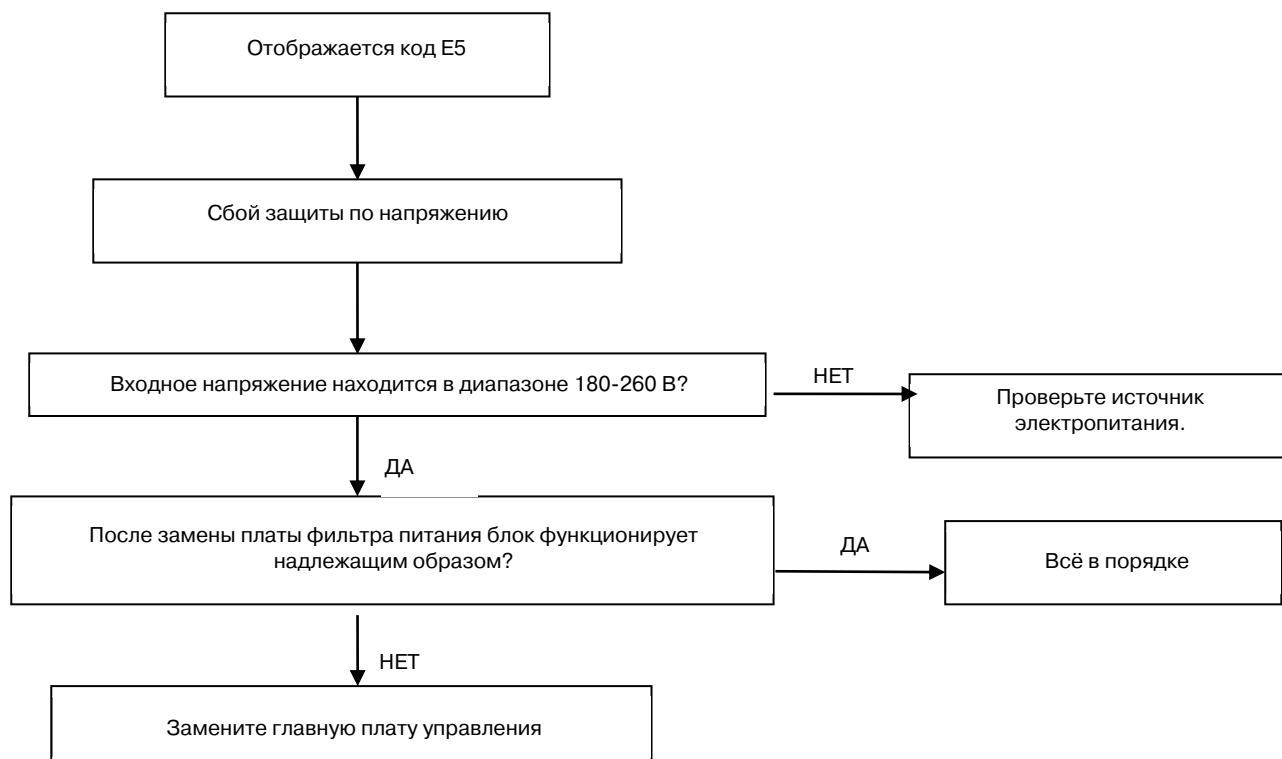 Отображается код E5
Сбой защиты по напряжению
Входное напряжение находится в диапазоне 180-260 В?
НЕТ
Проверьте источник
электропитания.
ДА
После замены платы фильтра питания блок функционирует
надлежащим образом?
ДА
Всё в порядке
НЕТ
Замените главную плату управления